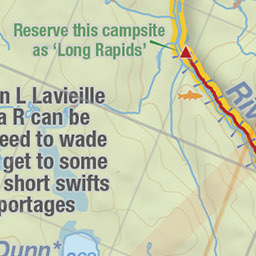 Reserve this campsite
as ‘Long Rapids’
n L Lavieille
a R can be
eed to wade
get to some
short swifts
portages
Riv
Dunn*